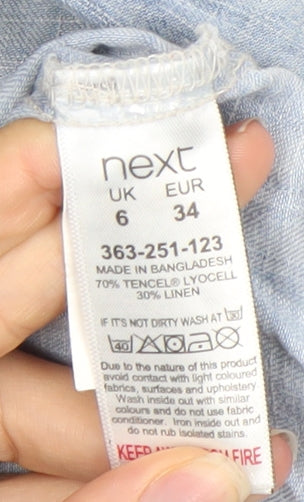 next
UK EUR
6 34
363-251-123
MADE IN BANGLADESH
70% TENCEL® LYOCELL
30% LINEN
IF IT'S NOT DIRTY WASH AT 30
40
Due to the nature of this product
avoid contact with light coloured
fabrics, surfaces and upholstery
Wash inside out with similar
colours and do not use fabric
conditioner. Iron inside out and
do not rub isolated stains.
KEEP FIRE